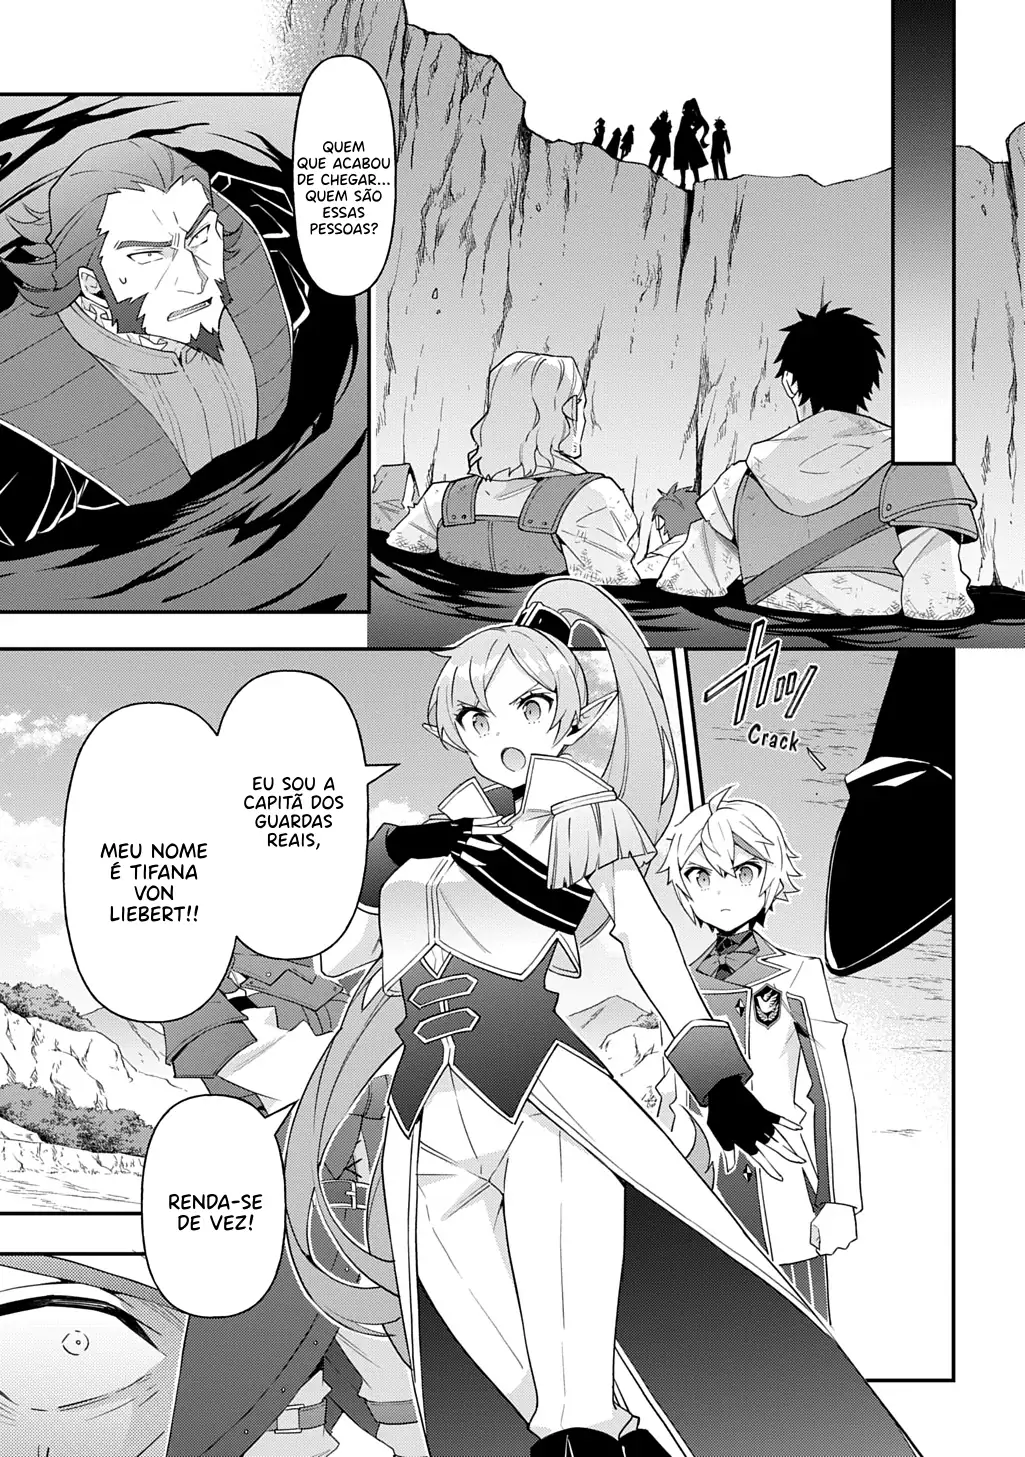 QUEM
QUE ACABOU
DE CHEGAR...
QUEM SÃO
ESSAS
PESSOAS?
ガッ
Crack
EU SOU A
CAPITÃ DOS
GUARDAS
REAIS,
MEU NOME
É TIFANA
VON
LIEBERT!!
RENDA-SE
DE VEZ!